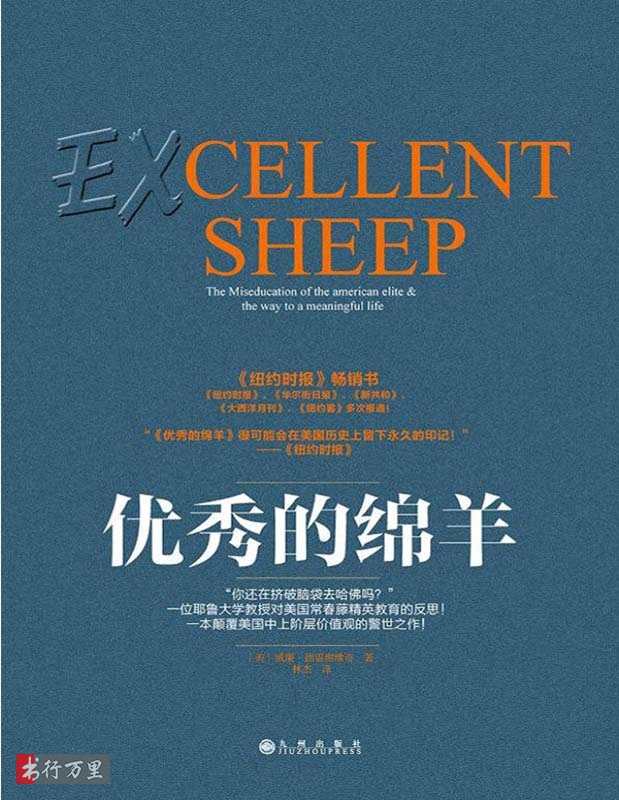 EXCELLENT
SHEEP
The Miseducation of the american elite &
the way to a meaningful life
《纽约时报》畅销书
《纽约时报》、《华尔街日报》、《新共和》、
《大西洋月刊》、《纽约客》多次报道！
“《优秀的绵羊》很可能会在美国历史上留下永久的印记！”
——《纽约时报》
优秀的绵羊
“你还在挤破脑袋去哈佛吗？”
一位耶鲁大学教授对美国常春藤精英教育的反思！
一本颠覆美国中上阶层价值观的警世之作！
［美］威廉·德雷谢维奇 著
林杰 译
九州出版社
JIUZHOUPRESS
书行万里